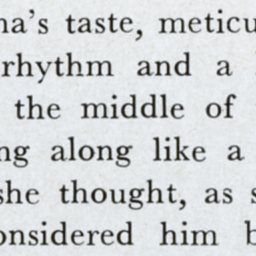 na’s taste, meticu
rhythm and a
the middle of
ng along like a
she thought, as s
onsidered him b